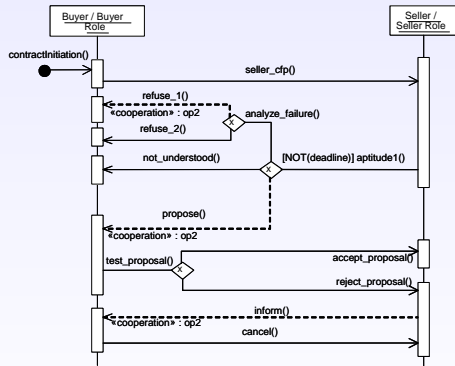 Buyer / Buyer
Role
Seller /
Seller Role
contractInitiation()
seller_cfp()
refuse_1()
analyze_failure()
«cooperation» : op2
x
refuse_2()
not_understood()
[NOT(deadline)] aptitude1()
x
propose()
«cooperation» : op2
test_proposal()
accept_proposal()
x
reject_proposal()
inform()
«cooperation» : op2
cancel()